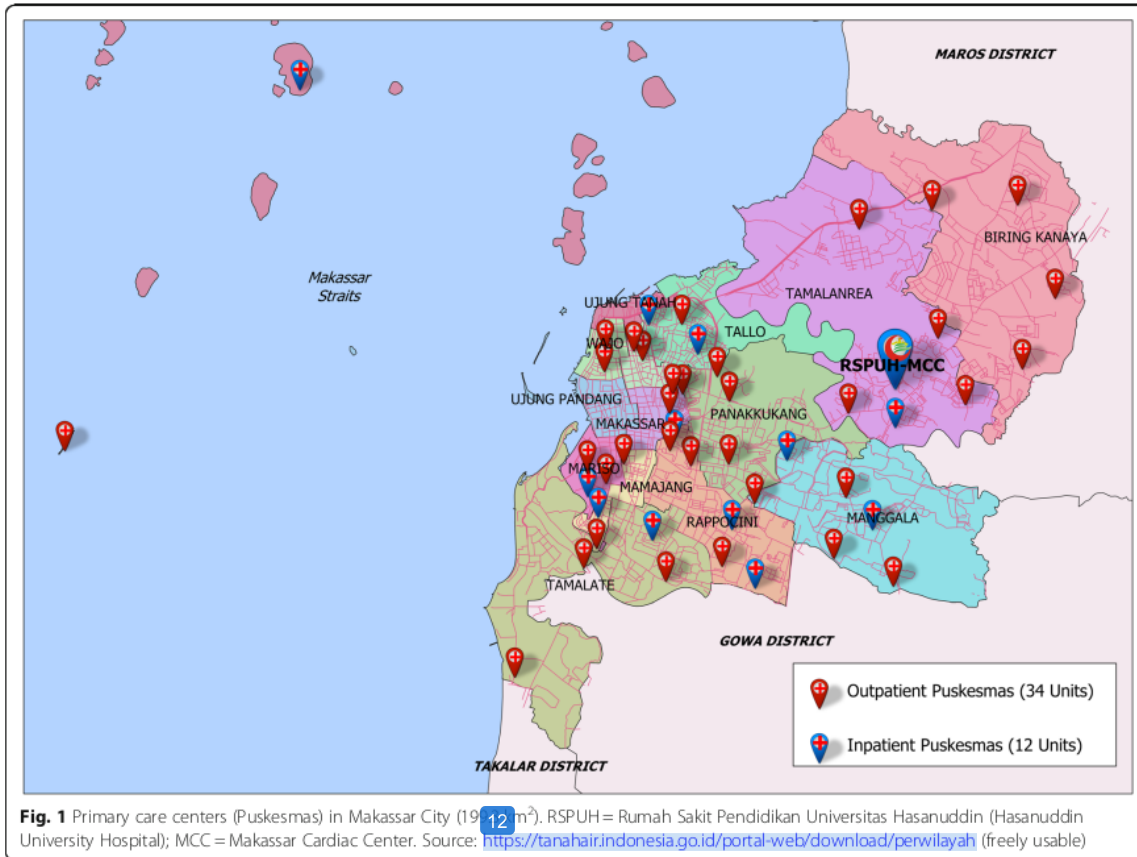 MAROS DISTRICT
BIRING KANAYA
Makassar
Straits
TAMALANREA
UJUNG TANAH
TALLO
WAJO
RSPUH-MCC
UJUNG PANDANG
PANAKKUKANG
MAKASSAR
MARISO
MAMAJANG
RAPPOCINI
MANGGALA
TAMALATE
GOWA DISTRICT
Outpatient Puskesmas (34 Units)
Inpatient Puskesmas (12 Units)
TAKALAR DISTRICT
Fig. 1 Primary care centers (Puskesmas) in Makassar City 12 km²). RSPUH = Rumah Sakit Pendidikan Universitas Hasanuddin (Hasanuddin
University Hospital); MCC = Makassar Cardiac Center. Source: https://tanahair.indonesia.go.id/portal-web/download/perwilayah (freely usable)